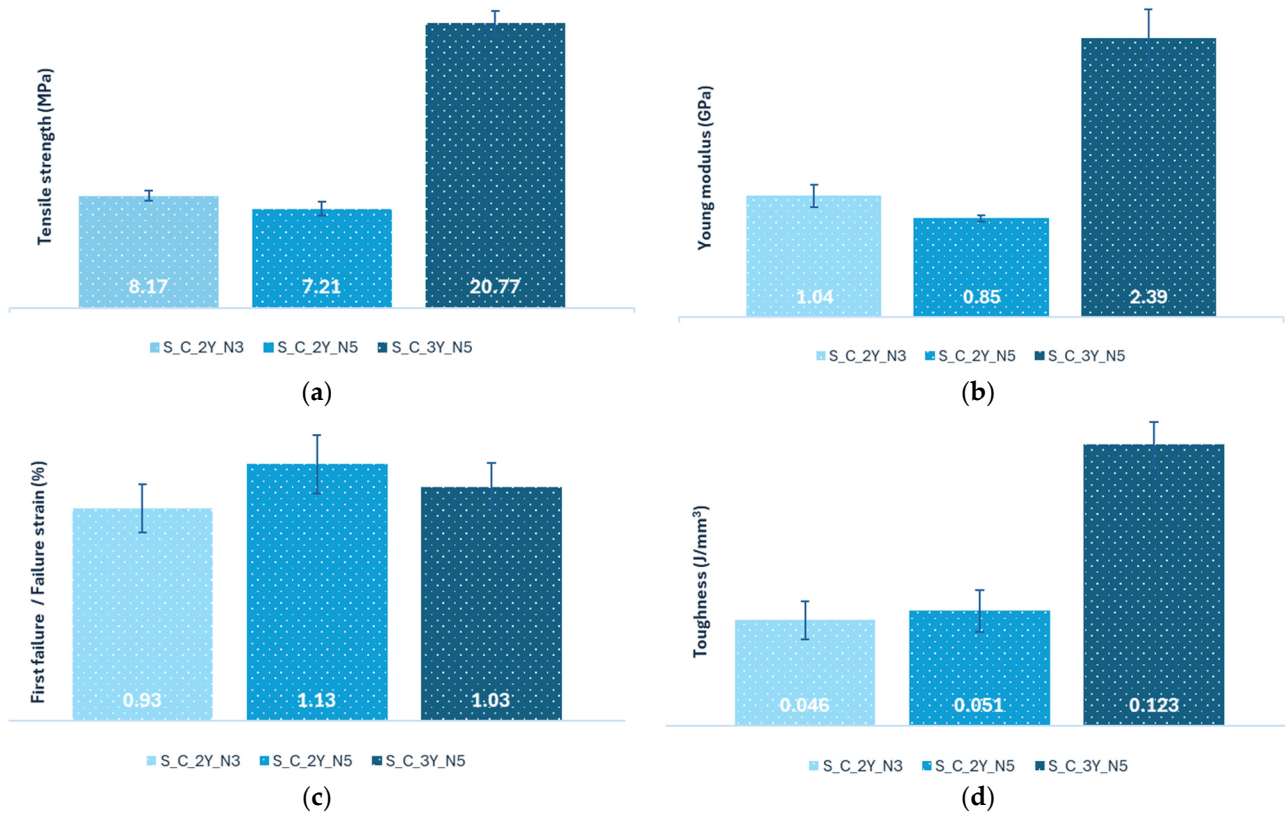 Tensile strength (MPa)
8.17
7.21
20.77
S_C_2Y_N3 S_C_2Y_N5 S_C_3Y_N5
(a)
Young modulus (GPa)
1.04
0.85
2.39
S_C_2Y_N3 S_C_2Y_N5 S_C_3Y_N5
(b)
First failure / Failure strain (%)
0.93
1.13
1.03
S_C_2Y_N3 S_C_2Y_N5 S_C_3Y_N5
(c)
Toughness (J/mm³)
0.046
0.051
0.123
S_C_2Y_N3 S_C_2Y_N5 S_C_3Y_N5
(d)